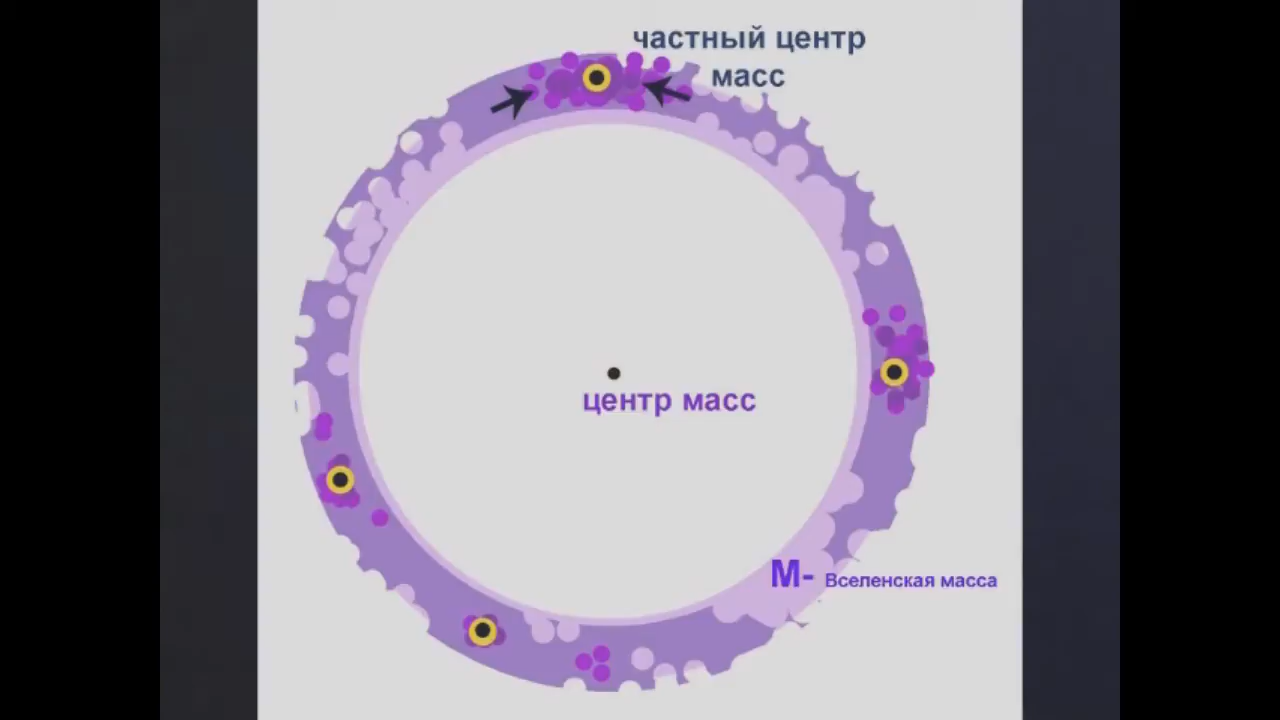 частный центр
масс
центр масс
М- Вселенская масса